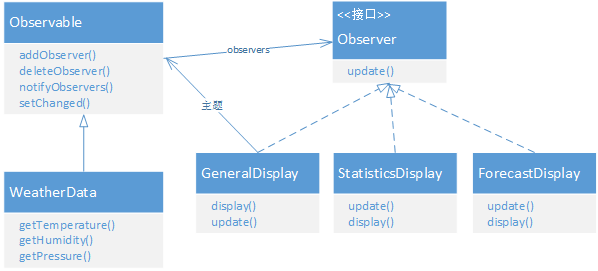 Observable
addObserver()
deleteObserver()
notifyObservers()
setChanged()
observers
<<接口>>
Observer
update()
主题
WeatherData
getTemperature()
getHumidity()
getPressure()
GeneralDisplay
display()
update()
StatisticsDisplay
update()
display()
ForecastDisplay
update()
display()